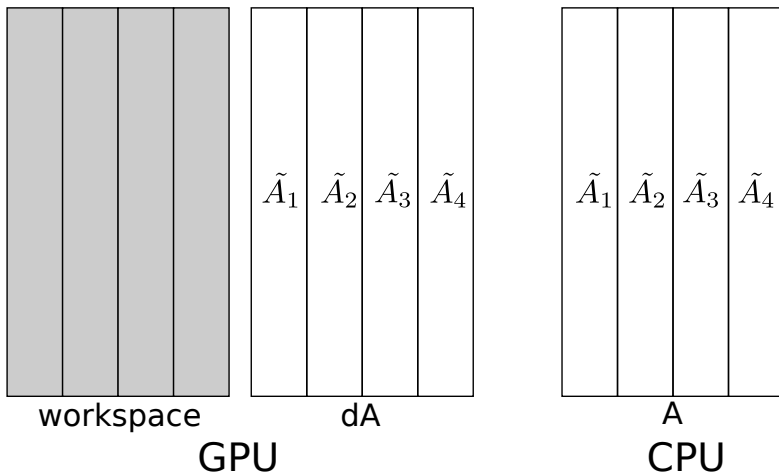 Ã₁ Ã₂ Ã₃ Ã₄ Ã₁ Ã₂ Ã₃ Ã₄
workspace dA A
GPU CPU